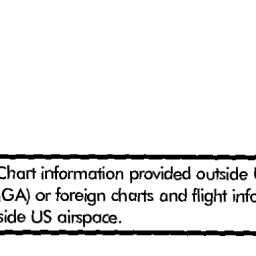 Chart information provided outside
GA) or foreign charts and flight info
side US airspace.